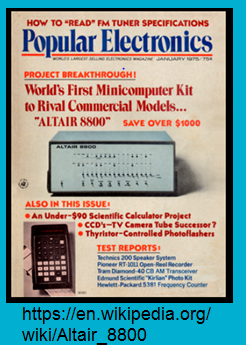 HOW TO "READ" FM TUNER SPECIFICATIONS
Popular Electronics
WORLD'S LARGEST-SELLING ELECTRONICS MAGAZINE JANUARY 1975/75¢
PROJECT BREAKTHROUGH!
World's First Minicomputer Kit
to Rival Commercial Models...
"ALTAIR 8800" SAVE OVER $1000
ALTAIR 8800
ALSO IN THIS ISSUE:
• An Under-$90 Scientific Calculator Project
• CCD's—TV Camera Tube Successor?
• Thyristor-Controlled Photoflashers
TEST REPORTS:
Technics 200 Speaker System
Pioneer RT-1011 Open-Reel Recorder
Tram Diamond-40 CB AM Transceiver
Edmund Scientific "Kirlian" Photo Kit
Hewlett-Packard 5381 Frequency Counter
https://en.wikipedia.org/
wiki/Altair_8800